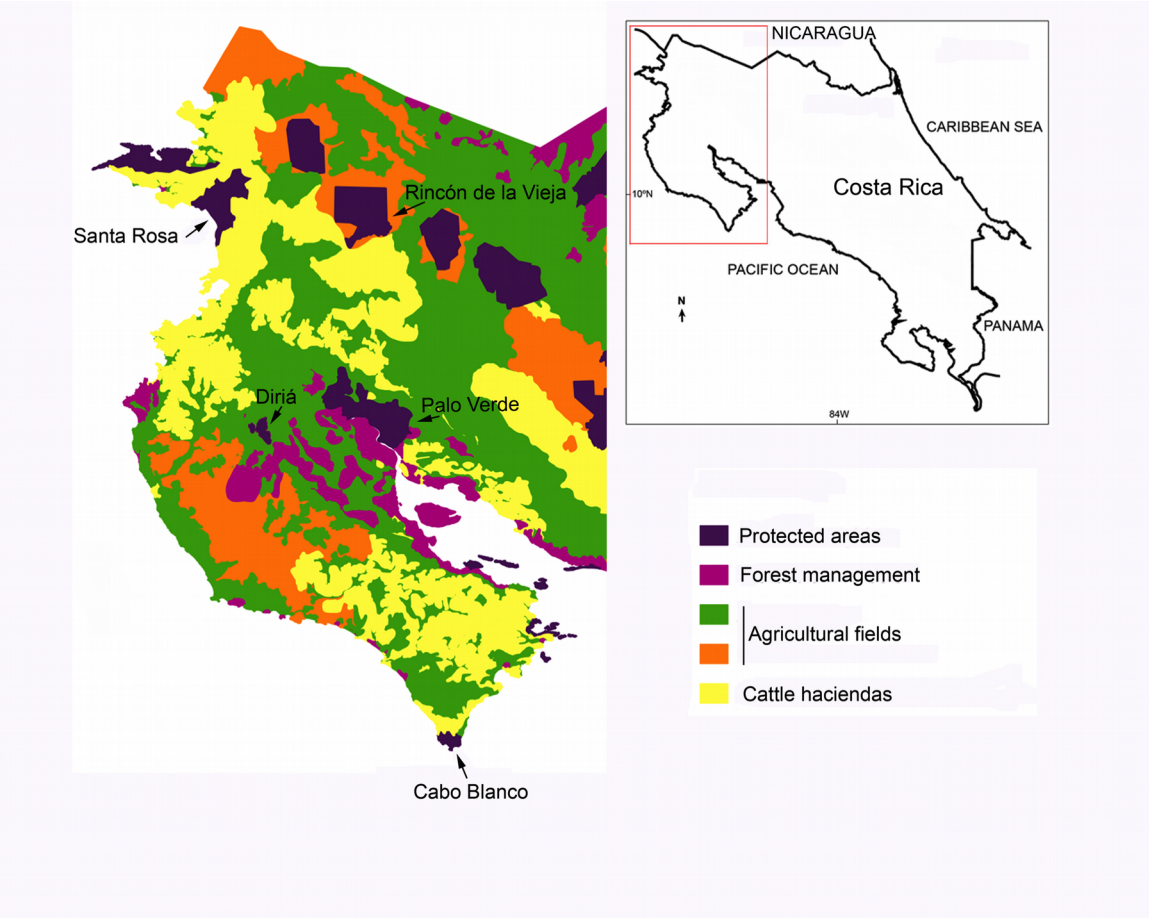 Rincón de la Vieja
Santa Rosa
Diriá
Palo Verde
Cabo Blanco
NICARAGUA
CARIBBEAN SEA
Costa Rica
10ºN
PACIFIC OCEAN
N
PANAMA
84W
Protected areas
Forest management
Agricultural fields
Cattle haciendas